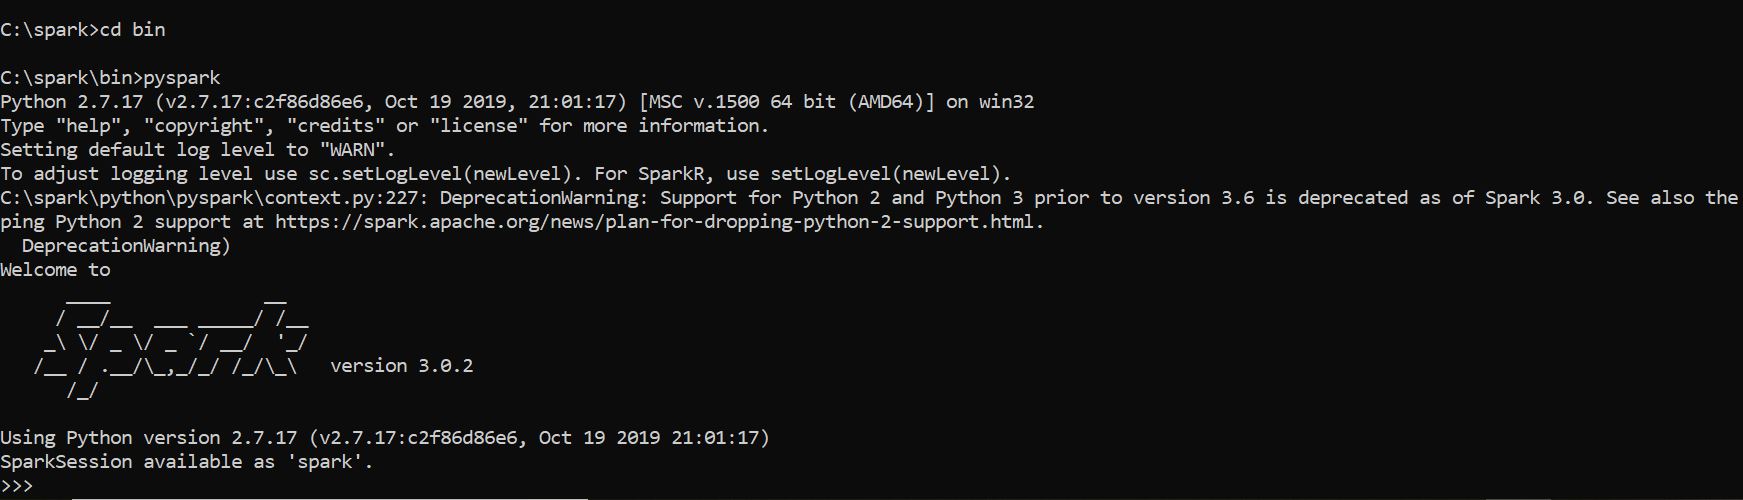 C:\spark>cd bin
C:\spark\bin>pyspark
Python 2.7.17 (v2.7.17:c2f86d86e6, Oct 19 2019, 21:01:17) [MSC v.1500 64 bit (AMD64)] on win32
Type "help", "copyright", "credits" or "license" for more information.
Setting default log level to "WARN".
To adjust logging level use sc.setLogLevel(newLevel). For SparkR, use setLogLevel(newLevel).
C:\spark\python\pyspark\context.py:227: DeprecationWarning: Support for Python 2 and Python 3 prior to version 3.6 is deprecated as of Spark 3.0. See also the
ping Python 2 support at https://spark.apache.org/news/plan-for-dropping-python-2-support.html.
  DeprecationWarning)
Welcome to
      ____              __
     / __/__  ___ _____/ /__
    _\ \/ _ \/ _ `/ __/  '_/
   /__ / .__/\_,_/_/ /_/\_\   version 3.0.2
      /_/
Using Python version 2.7.17 (v2.7.17:c2f86d86e6, Oct 19 2019 21:01:17)
SparkSession available as 'spark'.
>>>